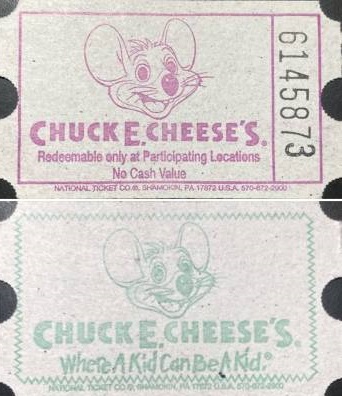 CHUCK E. CHEESE'S®
Redeemable only at Participating Locations
No Cash Value
NATIONAL TICKET CO.®, SHAMOKIN, PA 17872 U.S.A. 570-672-2900
6145873
CHUCK E. CHEESE'S®
Where A Kid Can Be A Kid.®
NATIONAL TICKET CO.®, SHAMOKIN, PA 17872 U.S.A. 570-672-2900